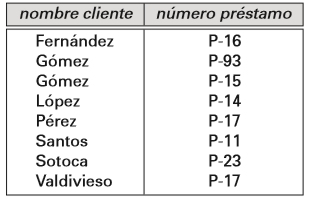 nombre cliente número préstamo
Fernández P-16
Gómez P-93
Gómez P-15
López P-14
Pérez P-17
Santos P-11
Sotoca P-23
Valdivieso P-17